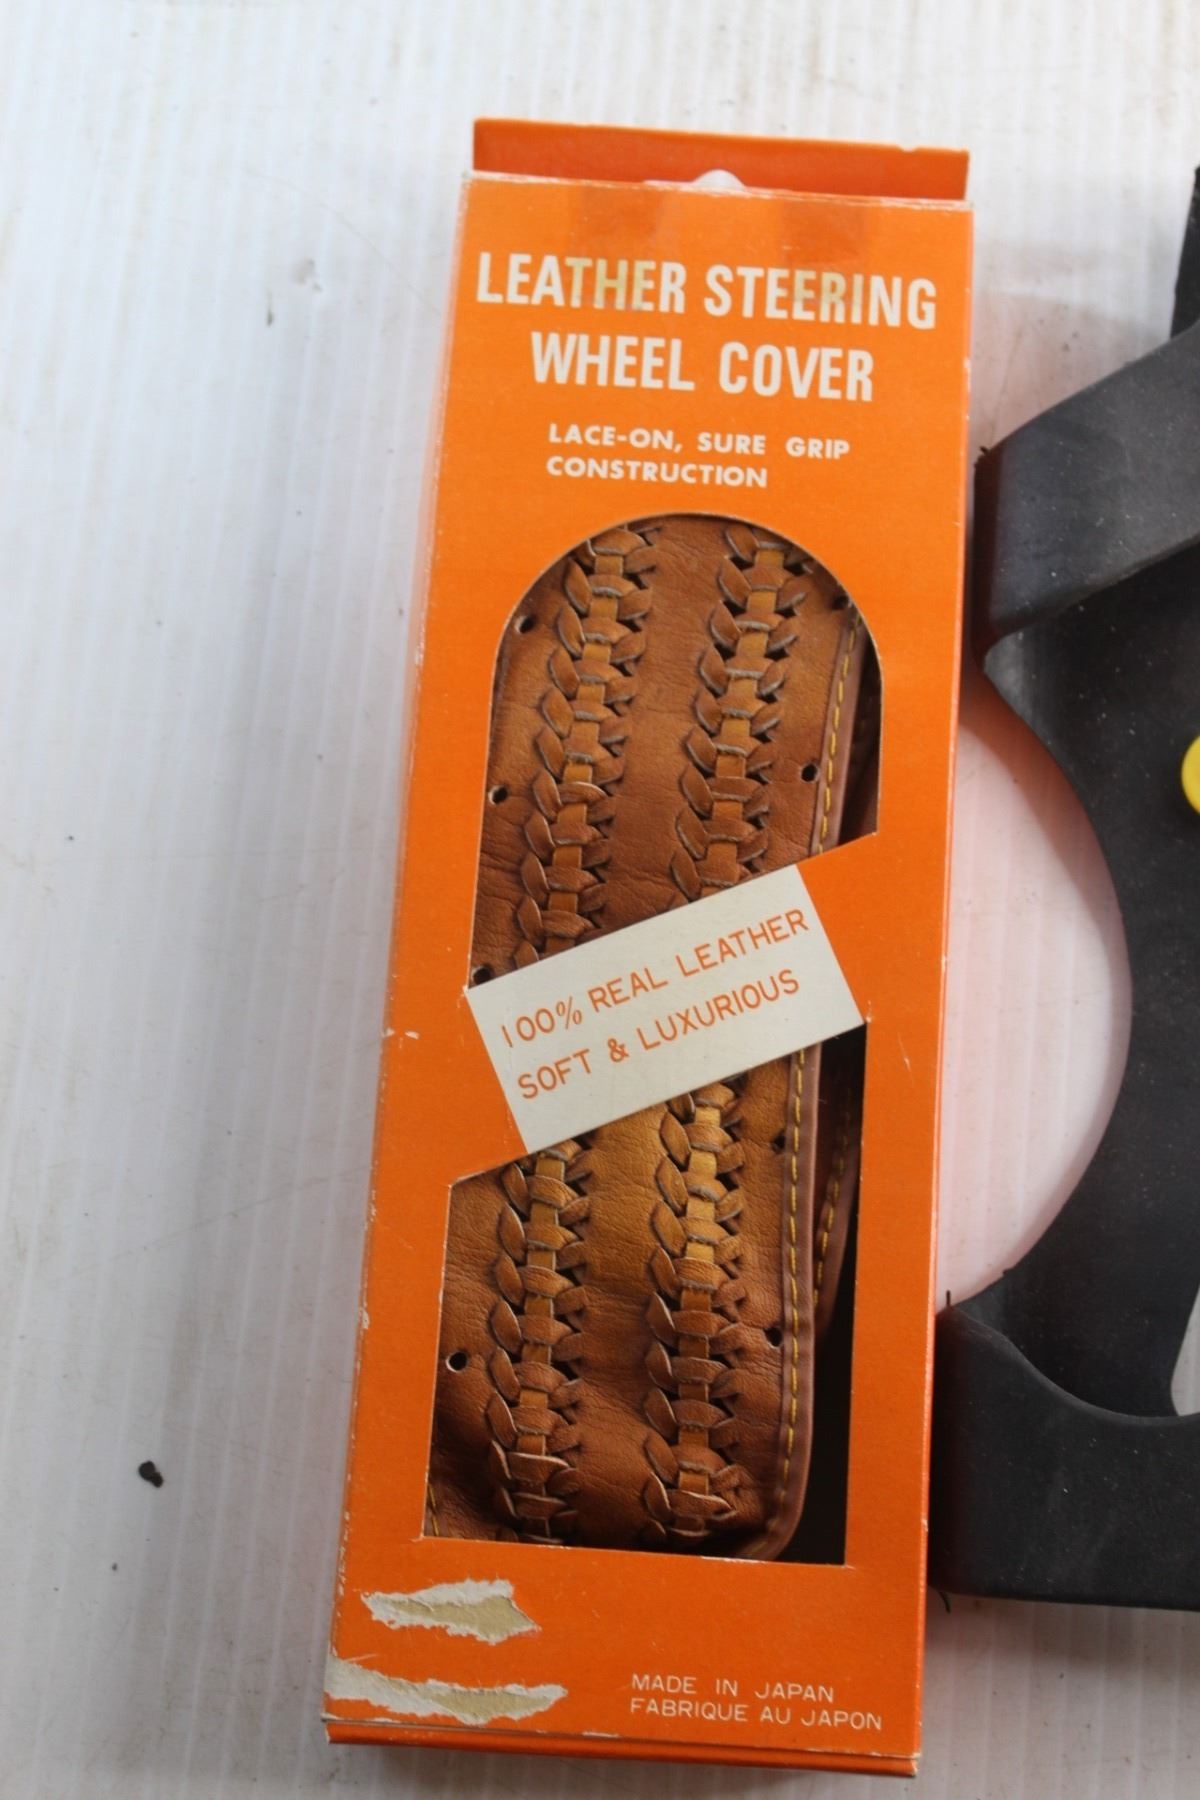 LEATHER STEERING
WHEEL COVER
LACE-ON, SURE GRIP
CONSTRUCTION
100% REAL LEATHER
SOFT & LUXURIOUS
MADE IN JAPAN
FABRIQUE AU JAPON